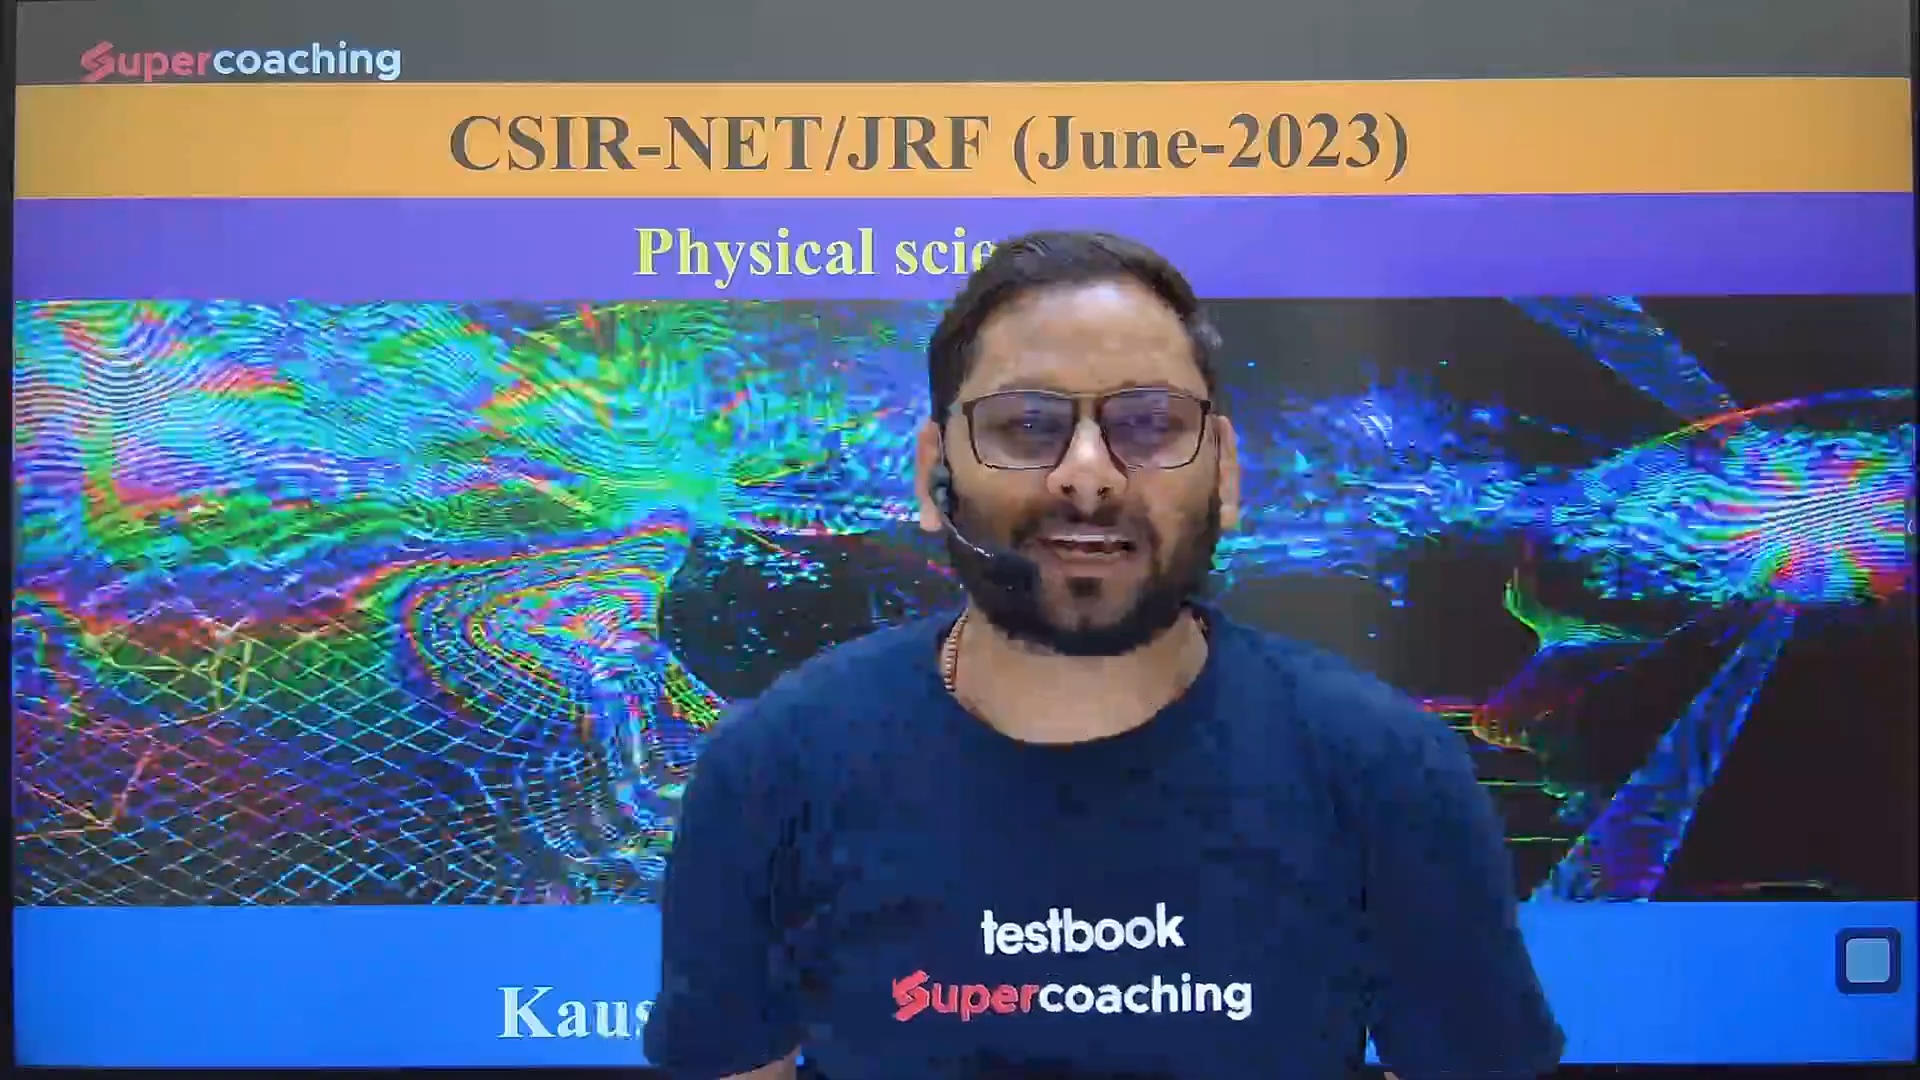 Supercoaching
CSIR-NET/JRF (June-2023)
Physical scie
Kaus
testbook
Supercoaching